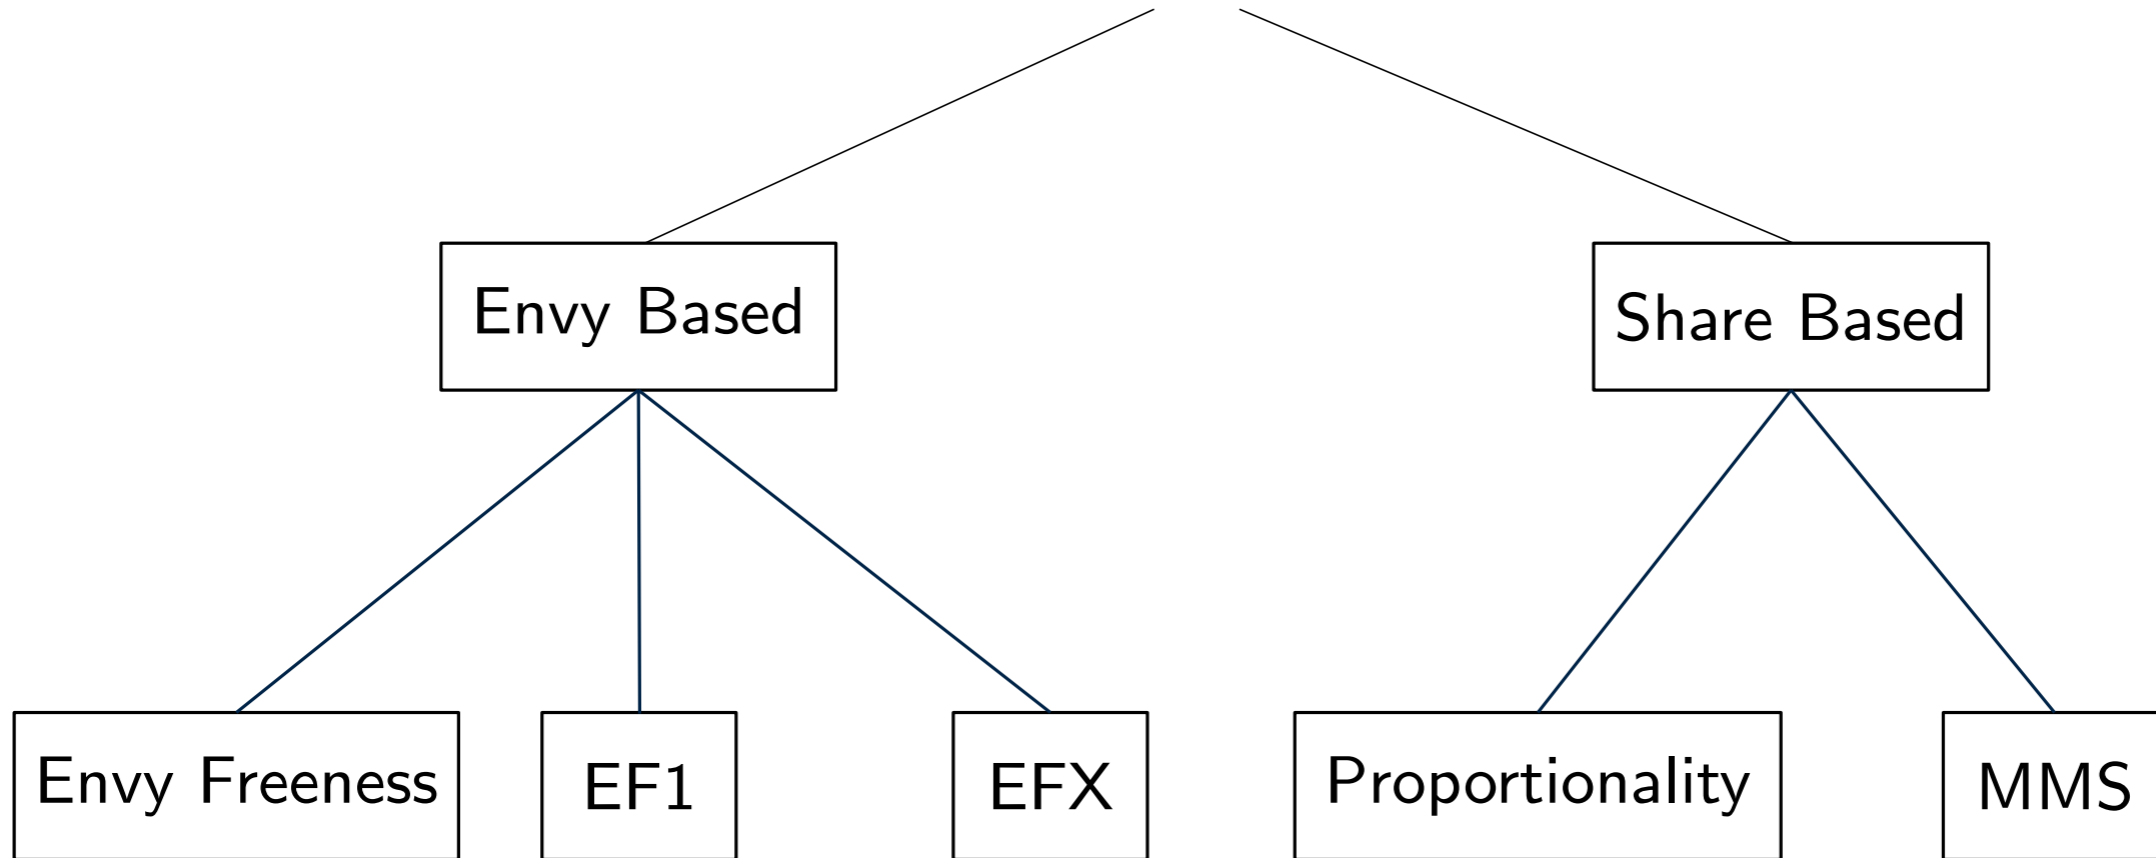 Envy Based
Share Based
Envy Freeness
EF1
EFX
Proportionality
MMS